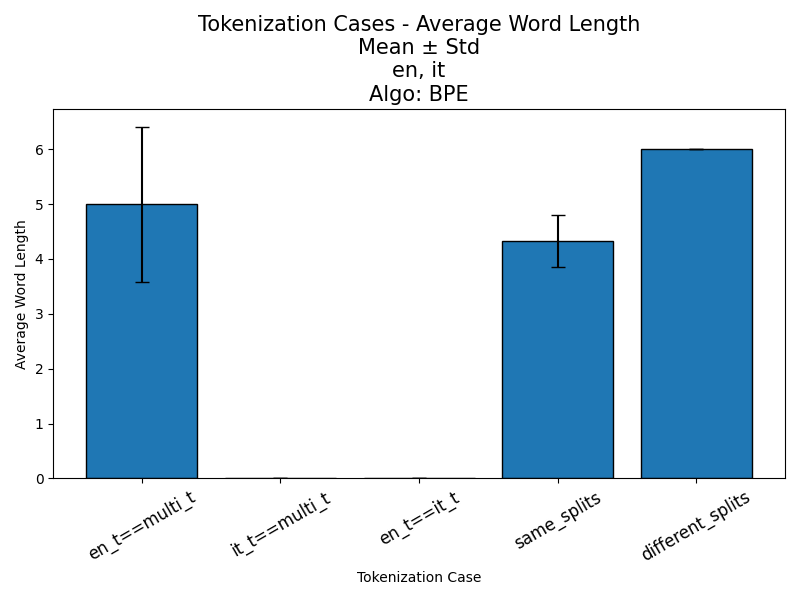 Tokenization Cases - Average Word Length
Mean ± Std
en, it
Algo: BPE
Average Word Length
6
5
4
3
2
1
0
en_t==multi_t
it_t==multi_t
en_t==it_t
same_splits
different_splits
Tokenization Case